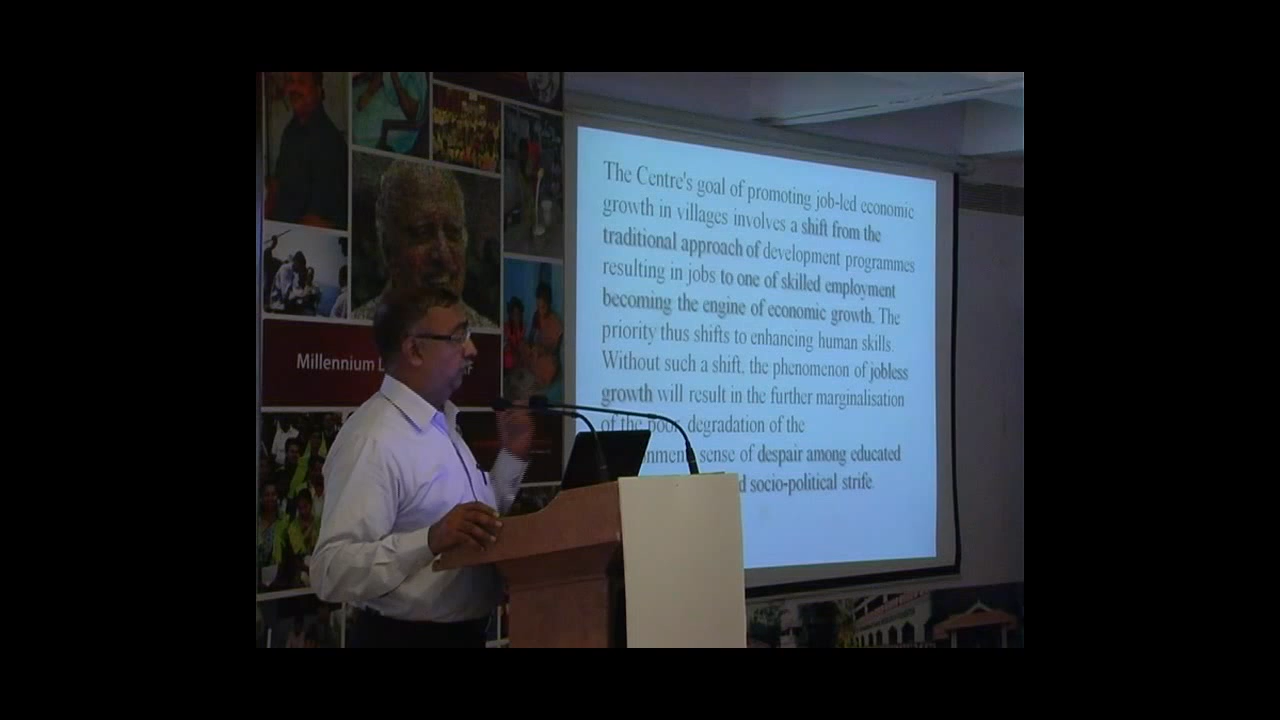 The Centre's goal of promoting job-led economic
growth in villages involves a shift from the
traditional approach of development programmes
resulting in jobs to one of skilled employment
becoming the engine of economic growth. The
priority thus shifts to enhancing human skills.
Without such a shift, the phenomenon of jobless
growth will result in the further marginalisation
of the poor, degradation of the
sense of despair among educated
socio-political strife.
Millennium